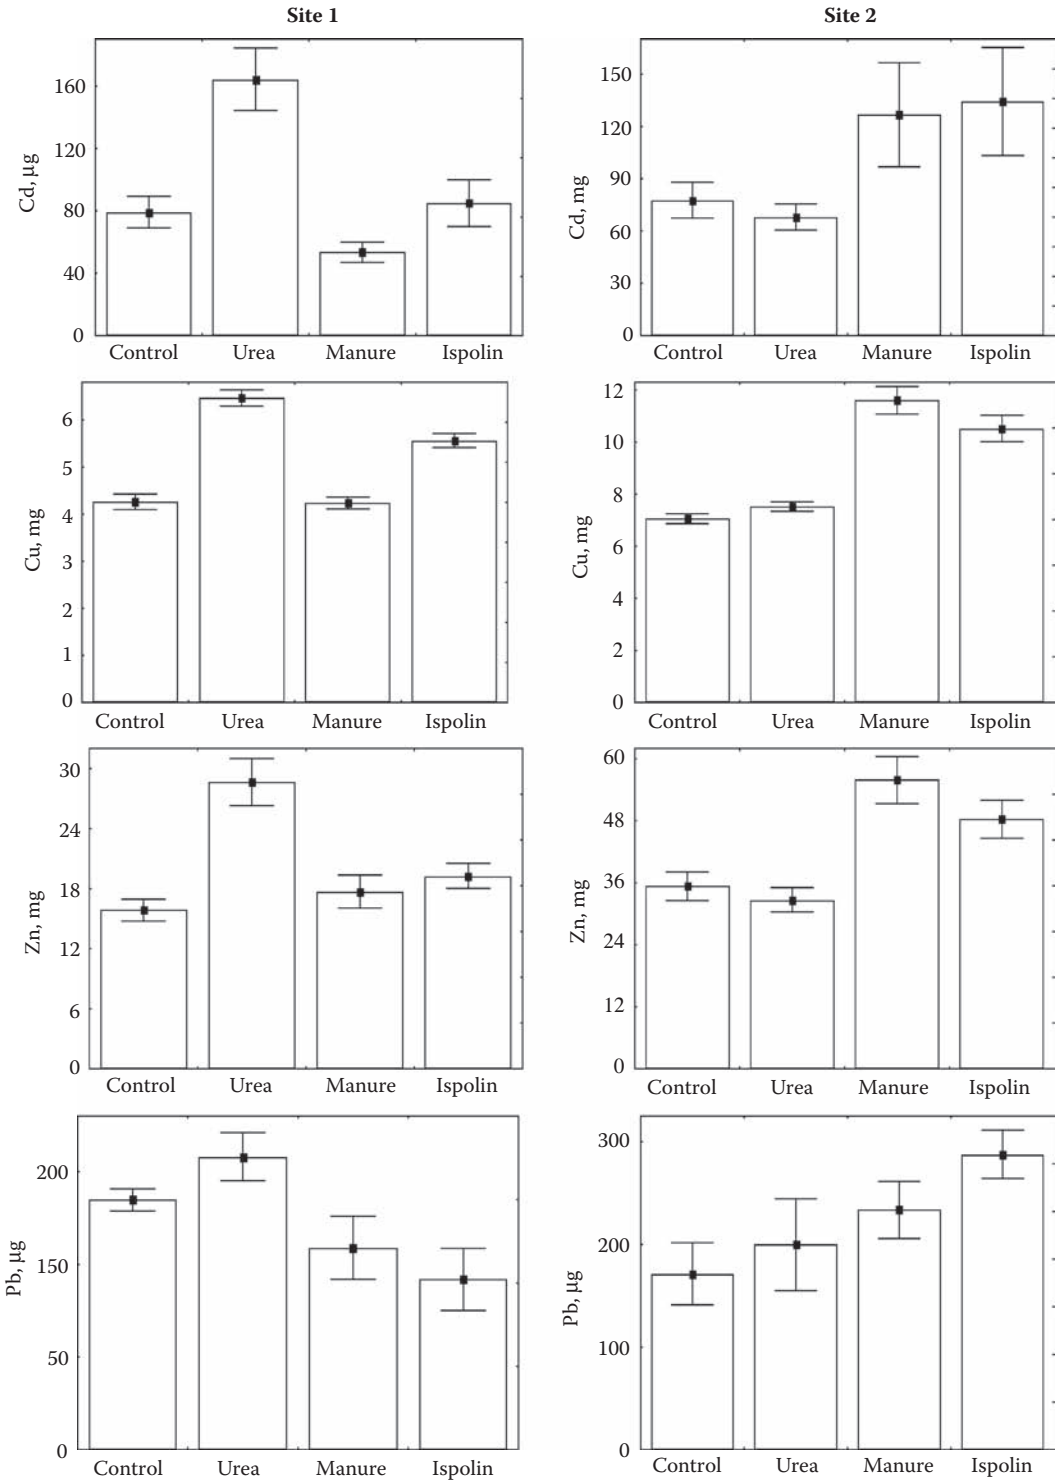 Site 1
Site 2
Cd, µg
160
120
80
40
0
Control Urea Manure Ispolin
Cd, mg
150
120
90
60
30
0
Control Urea Manure Ispolin
Cu, mg
6
5
4
3
2
1
0
Control Urea Manure Ispolin
Cu, mg
12
10
8
6
4
2
0
Control Urea Manure Ispolin
Zn, mg
30
24
18
12
6
0
Control Urea Manure Ispolin
Zn, mg
60
48
36
24
12
0
Control Urea Manure Ispolin
Pb, µg
200
150
50
0
Control Urea Manure Ispolin
Pb, µg
300
200
100
0
Control Urea Manure Ispolin